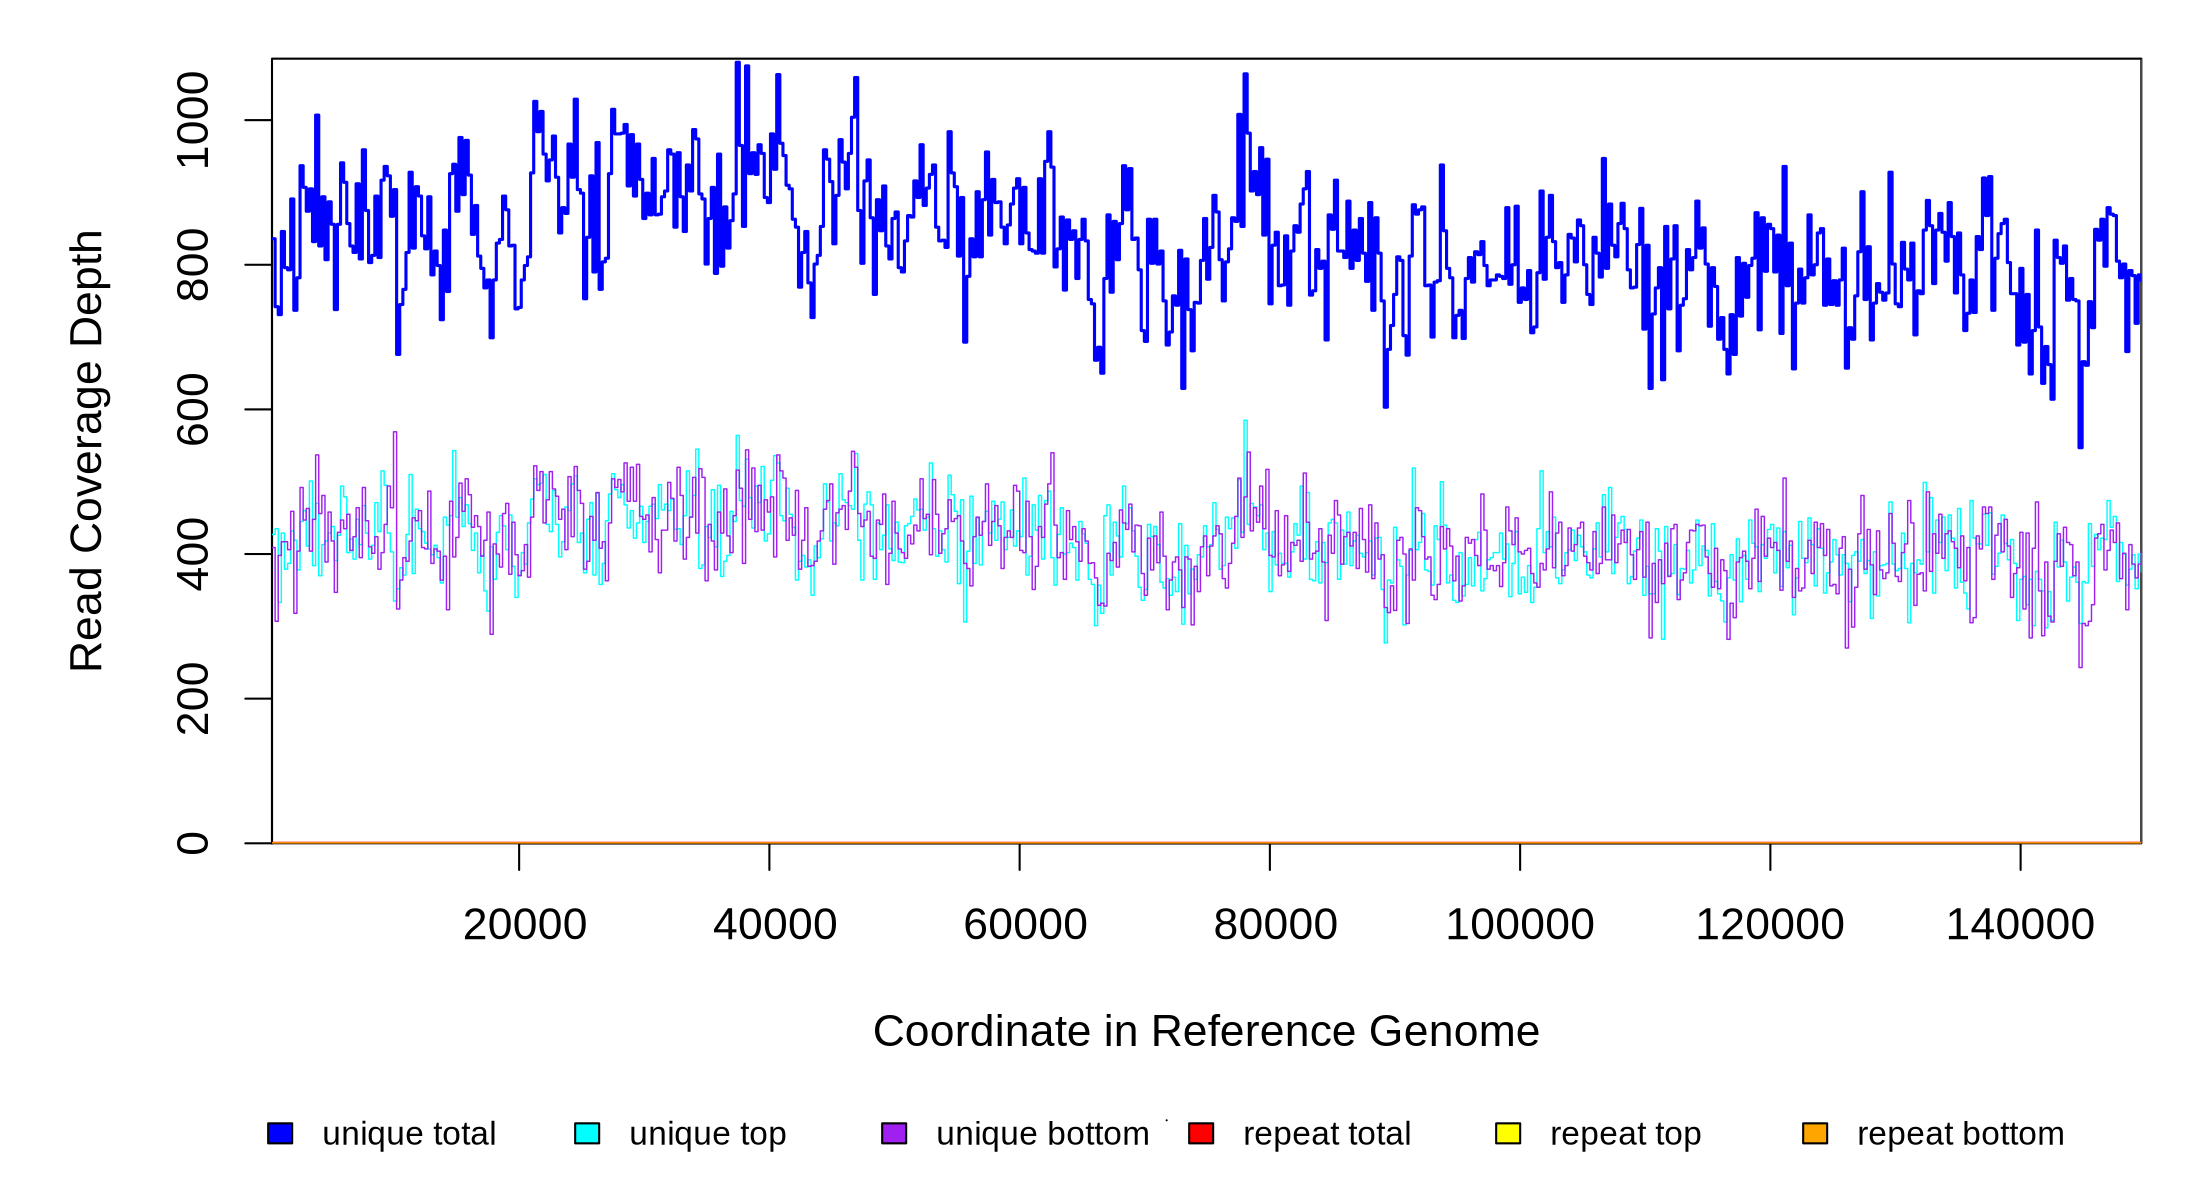 Read Coverage Depth
1000
800
600
400
200
0
20000 40000 60000 80000 100000 120000 140000
Coordinate in Reference Genome
unique total unique top unique bottom repeat total repeat top repeat bottom